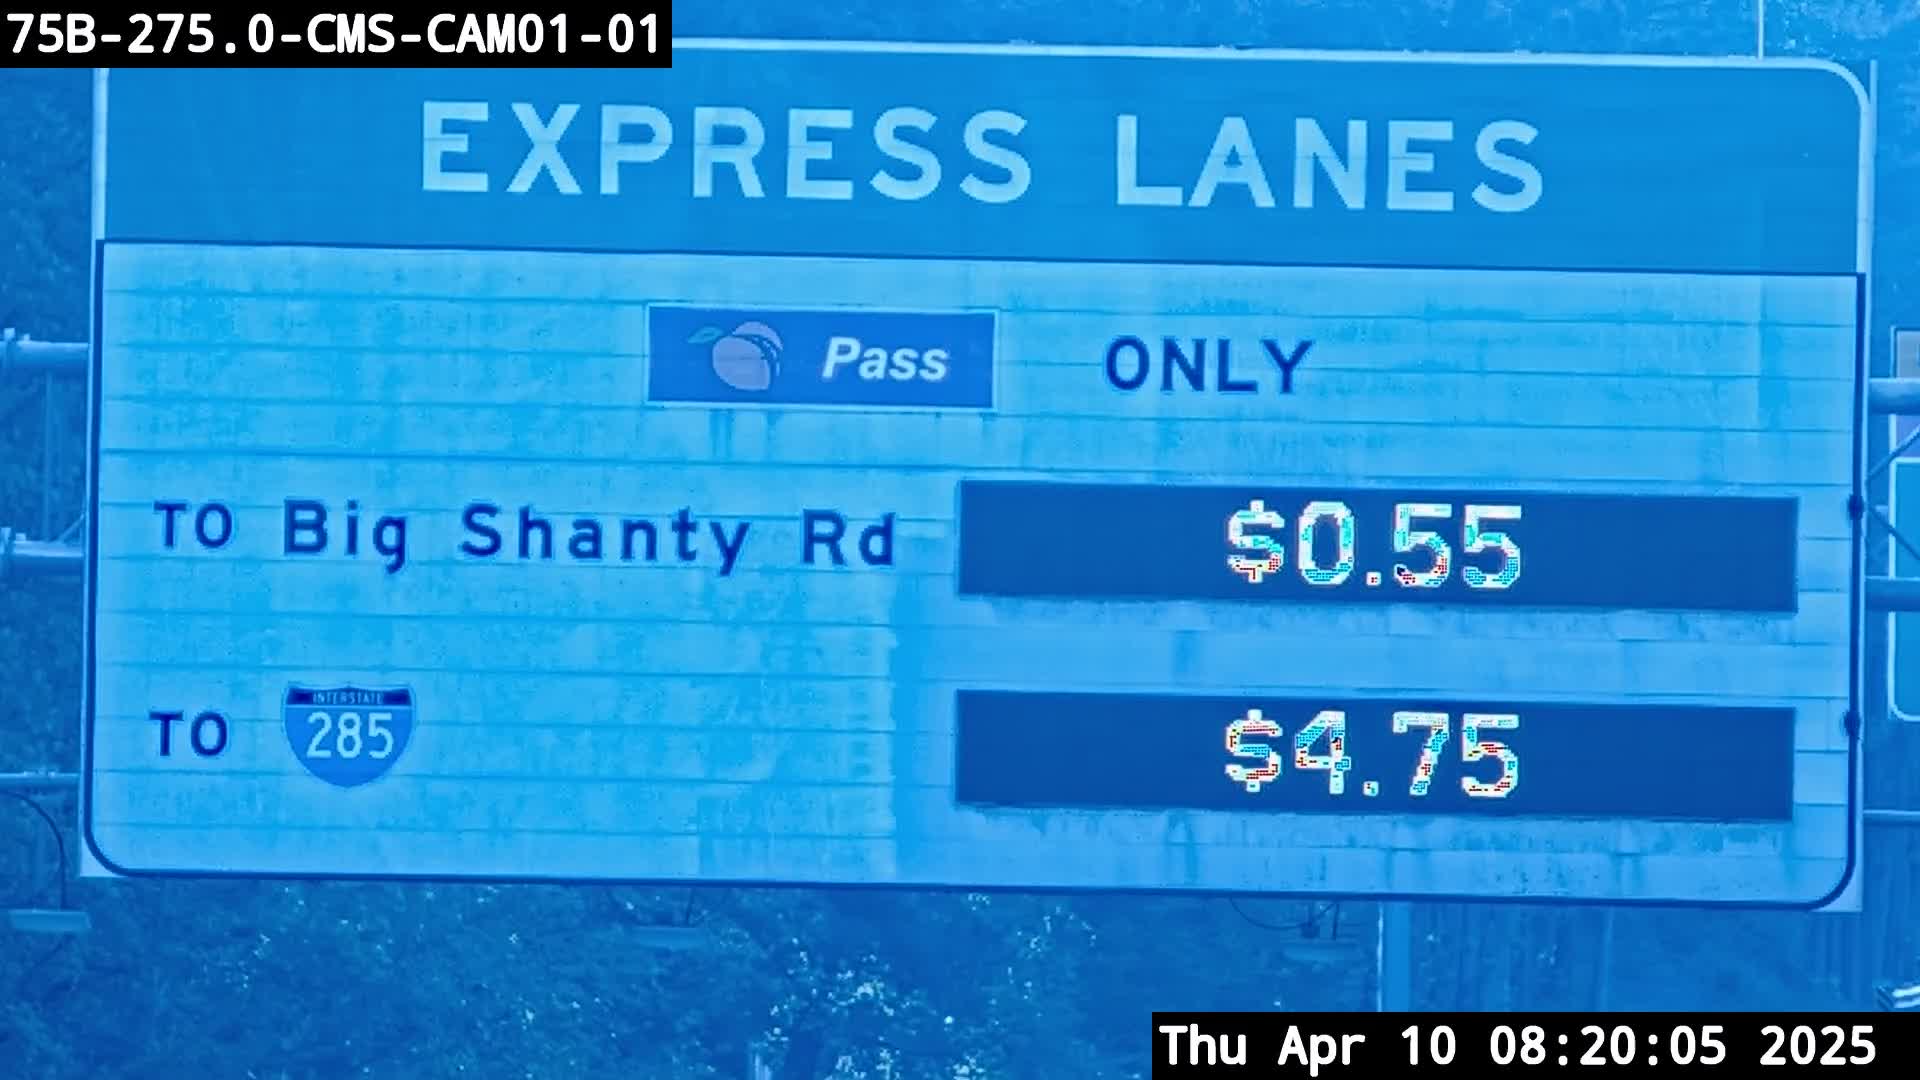 75B-275.0-CMS-CAM01-01
EXPRESS LANES
Pass ONLY
TO Big Shanty Rd $0.55
TO INTERSTATE 285 $4.75
Thu Apr 10 08:20:05 2025